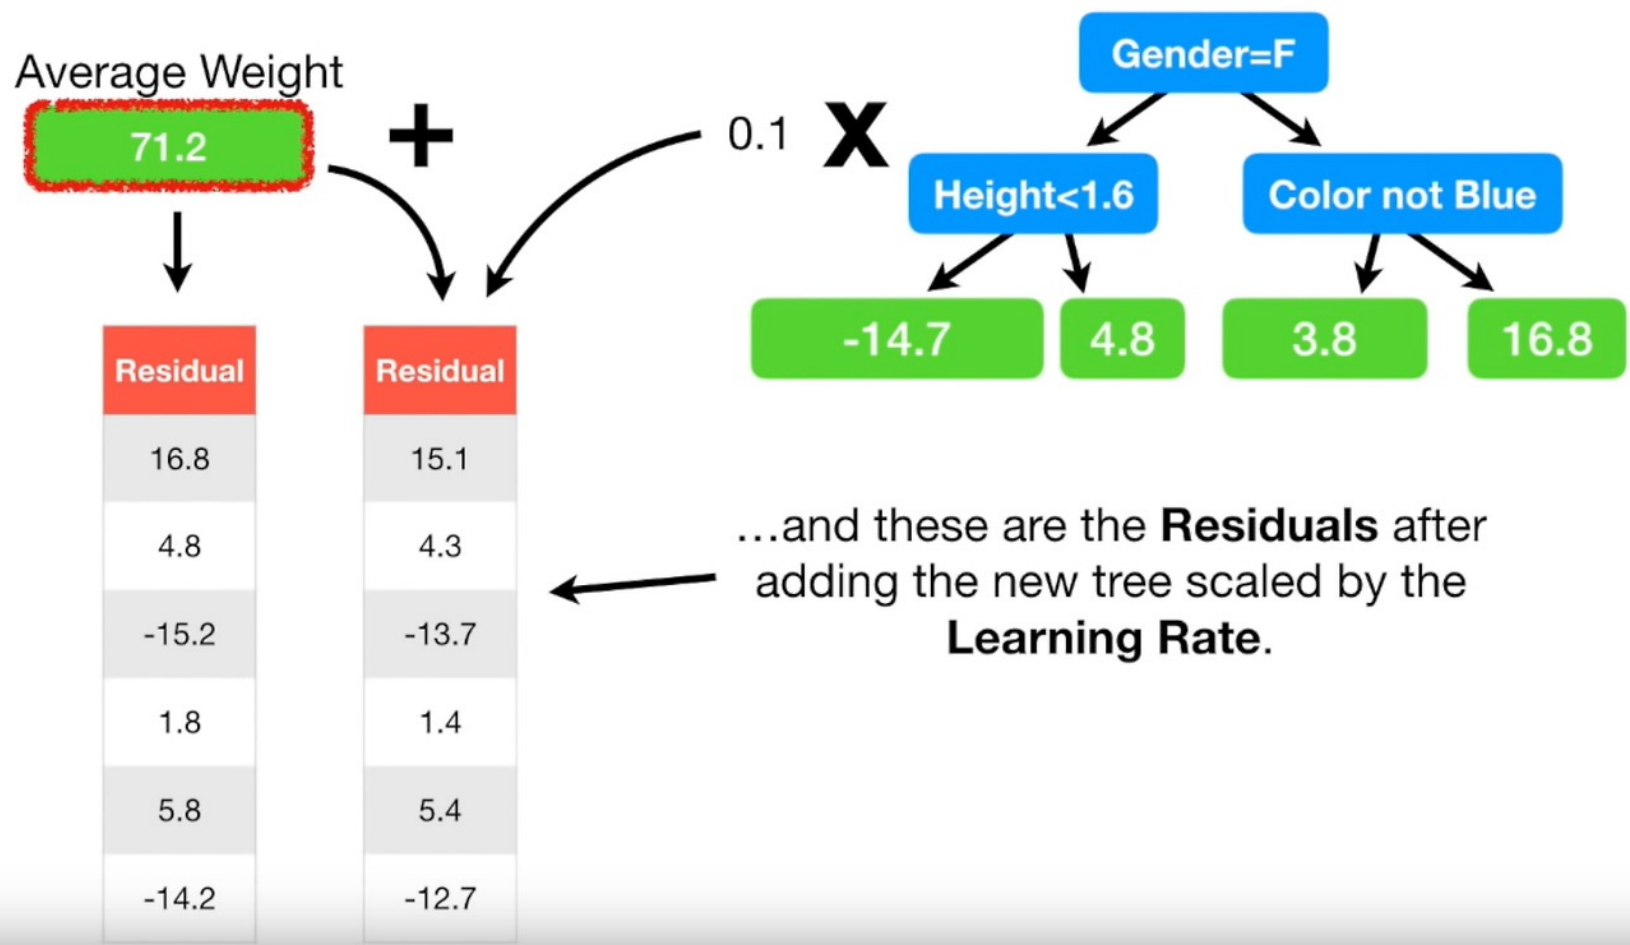 Average Weight
71.2
+
0.1
X
Gender=F
Height<1.6
Color not Blue
-14.7
4.8
3.8
16.8
Residual
16.8
4.8
-15.2
1.8
5.8
-14.2
Residual
15.1
4.3
-13.7
1.4
5.4
-12.7
...and these are the Residuals after
adding the new tree scaled by the
Learning Rate.